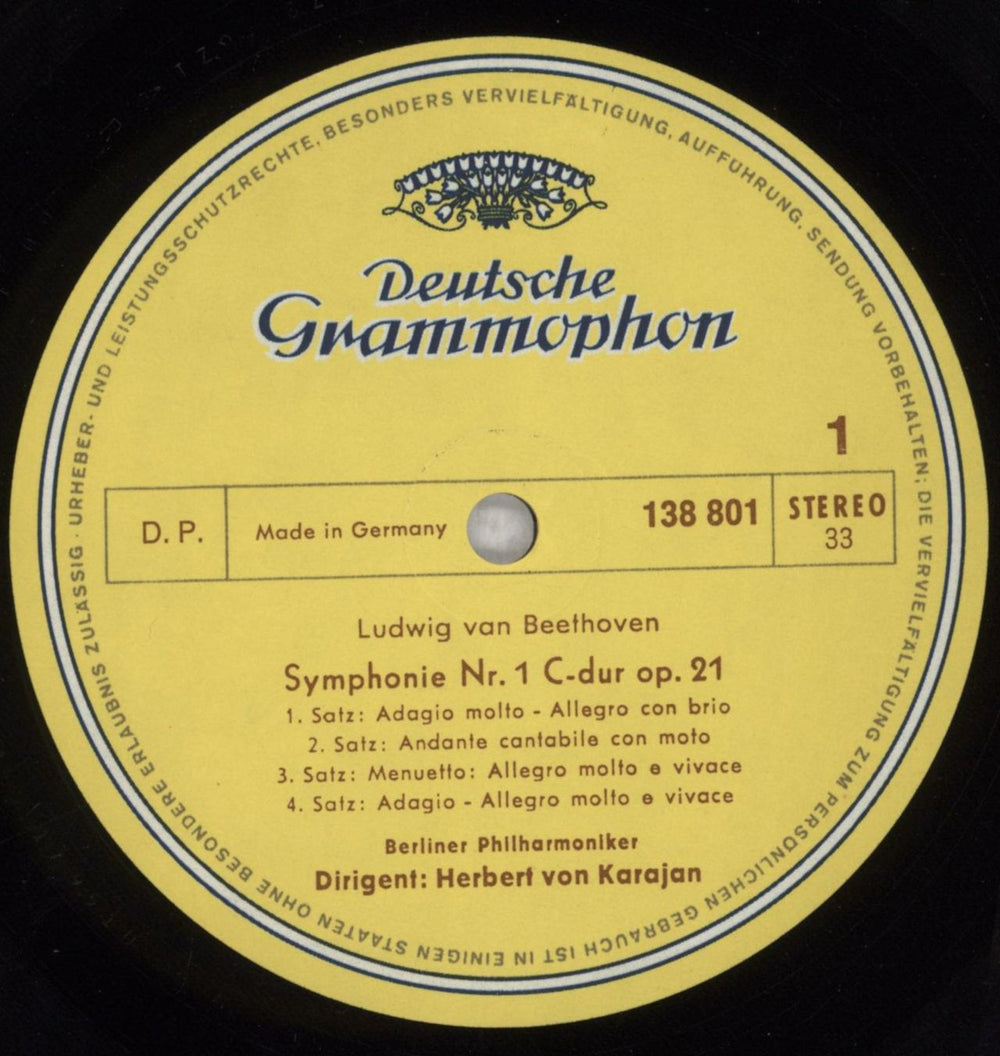 URHEBER- UND LEISTUNGSSCHUTZRECHTE, BESONDERS VERVIELFÄLTIGUNG, AUFFÜHRUNG, SENDUNG VORBEHALTEN; DIE VERVIELFÄLTIGUNG ZUM PERSÖNLICHEN GEBRAUCH IST IN EINIGEN STAATEN OHNE BESONDERE ERLAUBNIS ZULÄSSIG ·
Deutsche
Grammophon
1
D. P.
Made in Germany
138 801
STEREO
33
Ludwig van Beethoven
Symphonie Nr. 1 C-dur op. 21
1. Satz: Adagio molto - Allegro con brio
2. Satz: Andante cantabile con moto
3. Satz: Menuetto: Allegro molto e vivace
4. Satz: Adagio - Allegro molto e vivace
Berliner Philharmoniker
Dirigent: Herbert von Karajan